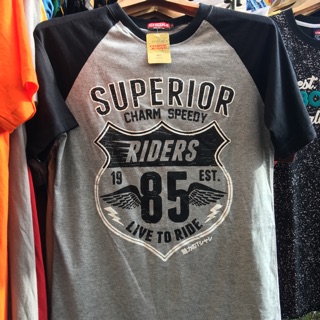 SUPERIOR
CHARM SPEEDY
RIDERS
19 EST.
85
LIVE TO RIDE